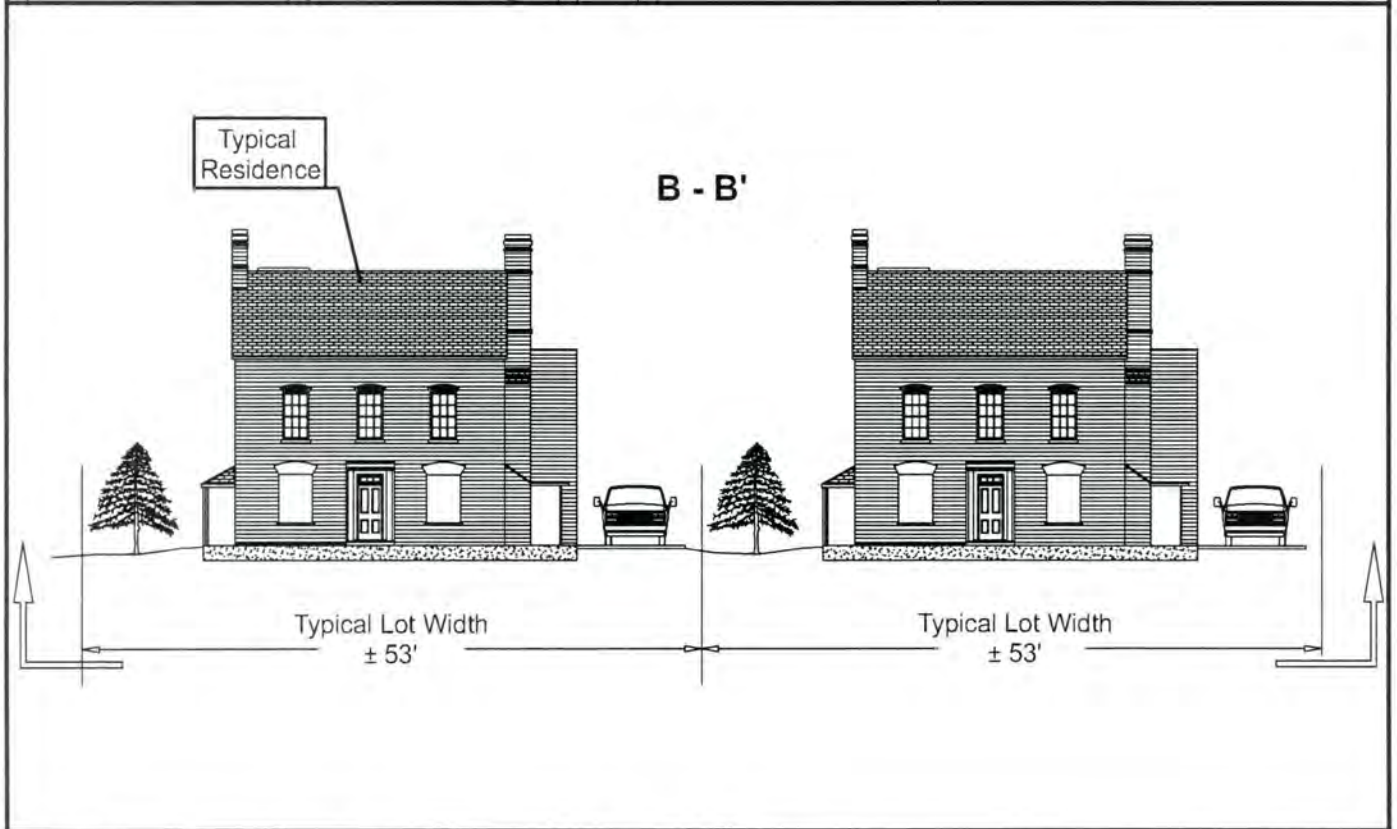 Typical
Residence
B - B'
Typical Lot Width
± 53'
Typical Lot Width
± 53'